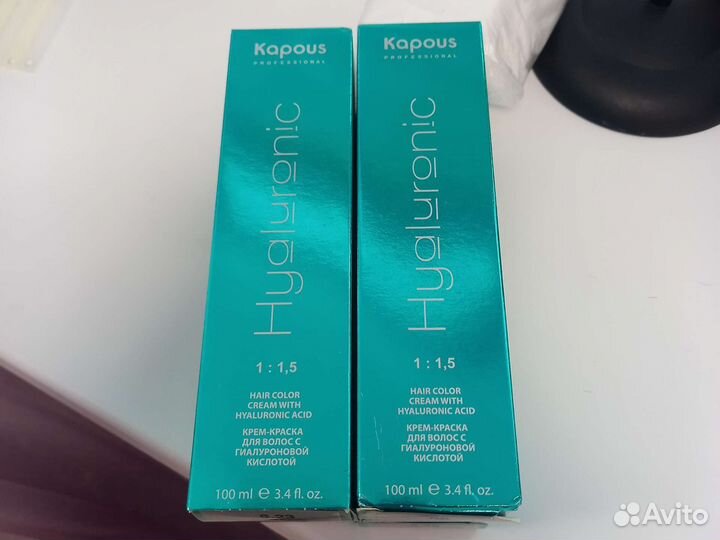 Kapous
PROFESSIONAL
Hyaluronic
1 : 1,5
HAIR COLOR
CREAM WITH
HYALURONIC ACID
КРЕМ-КРАСКА
ДЛЯ ВОЛОС С
ГИАЛУРОНОВОЙ
КИСЛОТОЙ
100 ml e 3.4 fl. oz.
Kapous
PROFESSIONAL
Hyaluronic
1 : 1,5
HAIR COLOR
CREAM WITH
HYALURONIC ACID
КРЕМ-КРАСКА
ДЛЯ ВОЛОС С
ГИАЛУРОНОВОЙ
КИСЛОТОЙ
100 ml e 3.4 fl. oz.
Avito